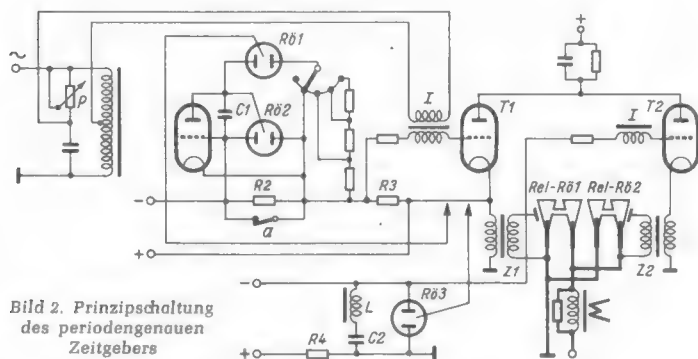 Rö1
I
T1
+
T2
~
p
C1
Rö2
I
Rel-Rö1
Rel-Rö2
-
R2
R3
a
+
Z1
Z2
-
L
Rö3
W
C2
+
R4
Bild 2. Prinzipschaltung
des periodengenauen
Zeitgebers